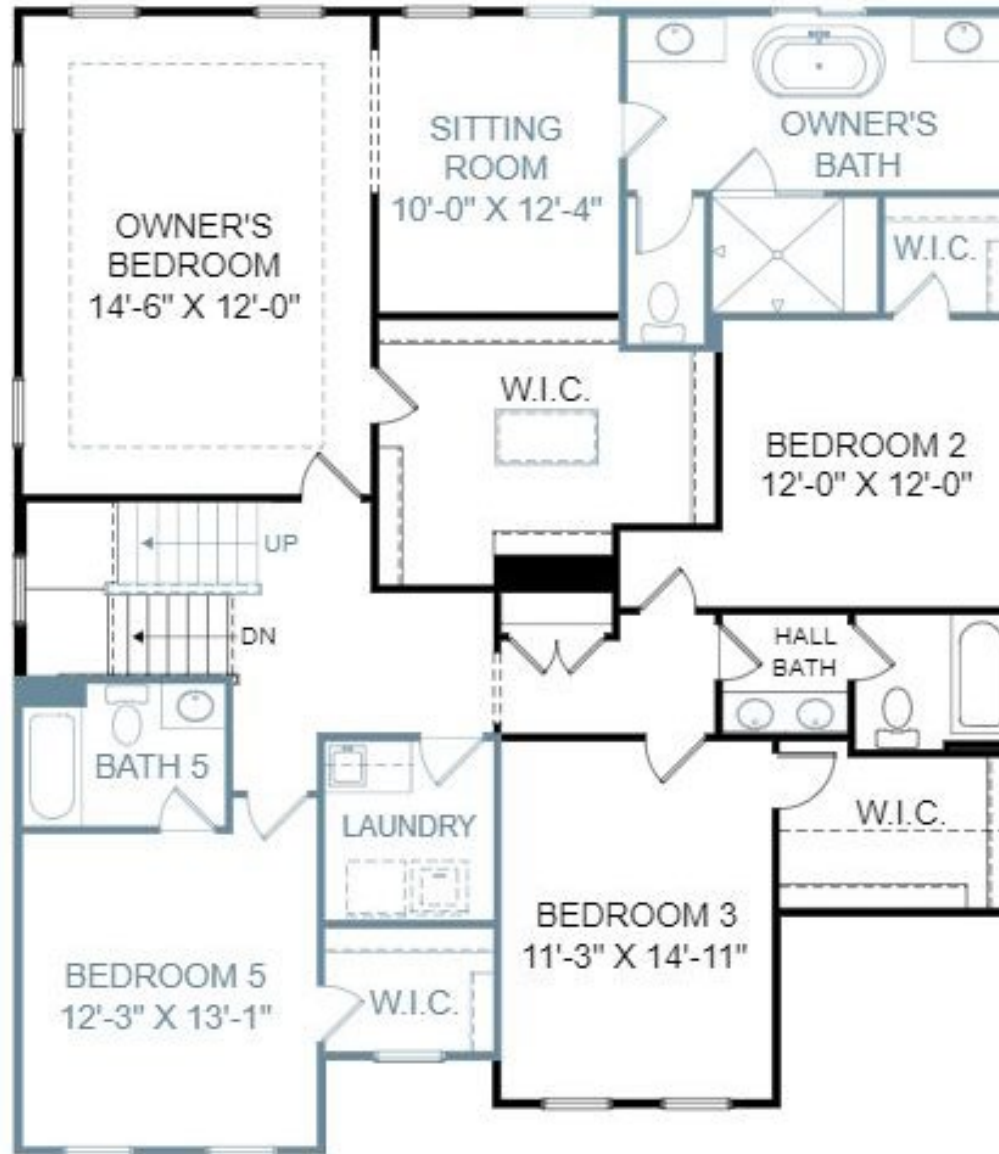 SITTING
ROOM
10'-0" X 12'-4"
OWNER'S
BATH
OWNER'S
BEDROOM
14'-6" X 12'-0"
W.I.C.
W.I.C.
BEDROOM 2
12'-0" X 12'-0"
UP
DN
HALL
BATH
BATH 5
LAUNDRY
W.I.C.
BEDROOM 3
11'-3" X 14'-11"
BEDROOM 5
12'-3" X 13'-1"
W.I.C.